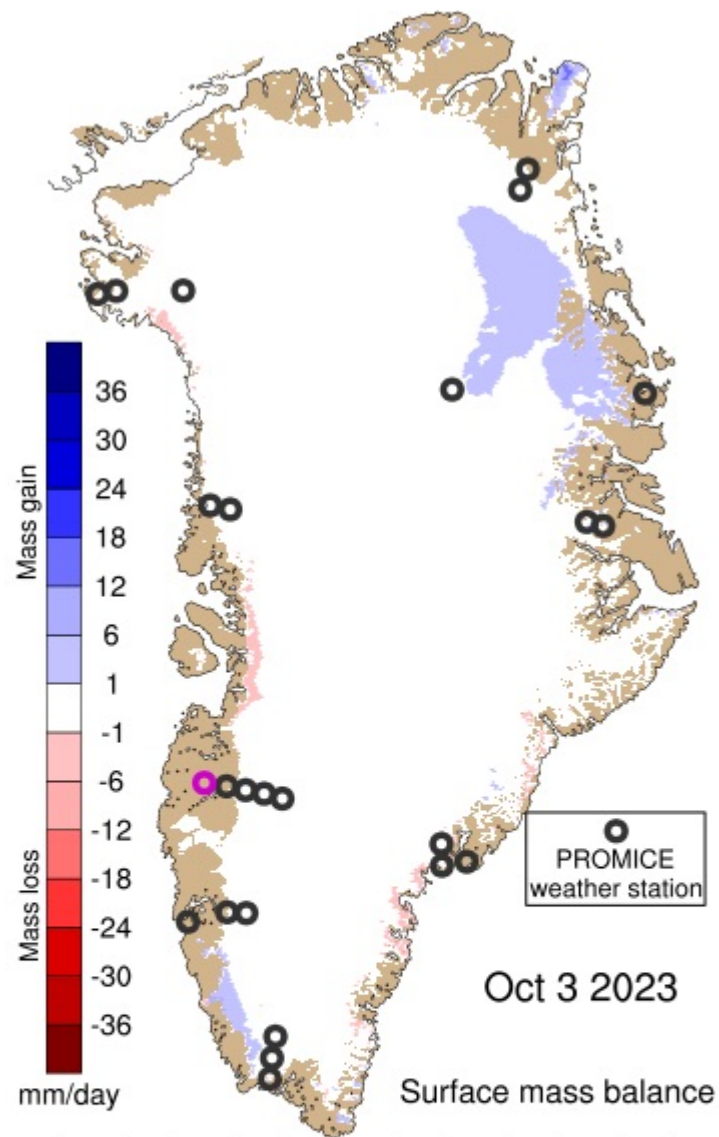 Mass gain
36
30
24
18
12
6
1
-1
-6
-12
-18
-24
-30
-36
Mass loss
mm/day
PROMICE
weather station
Oct 3 2023
Surface mass balance